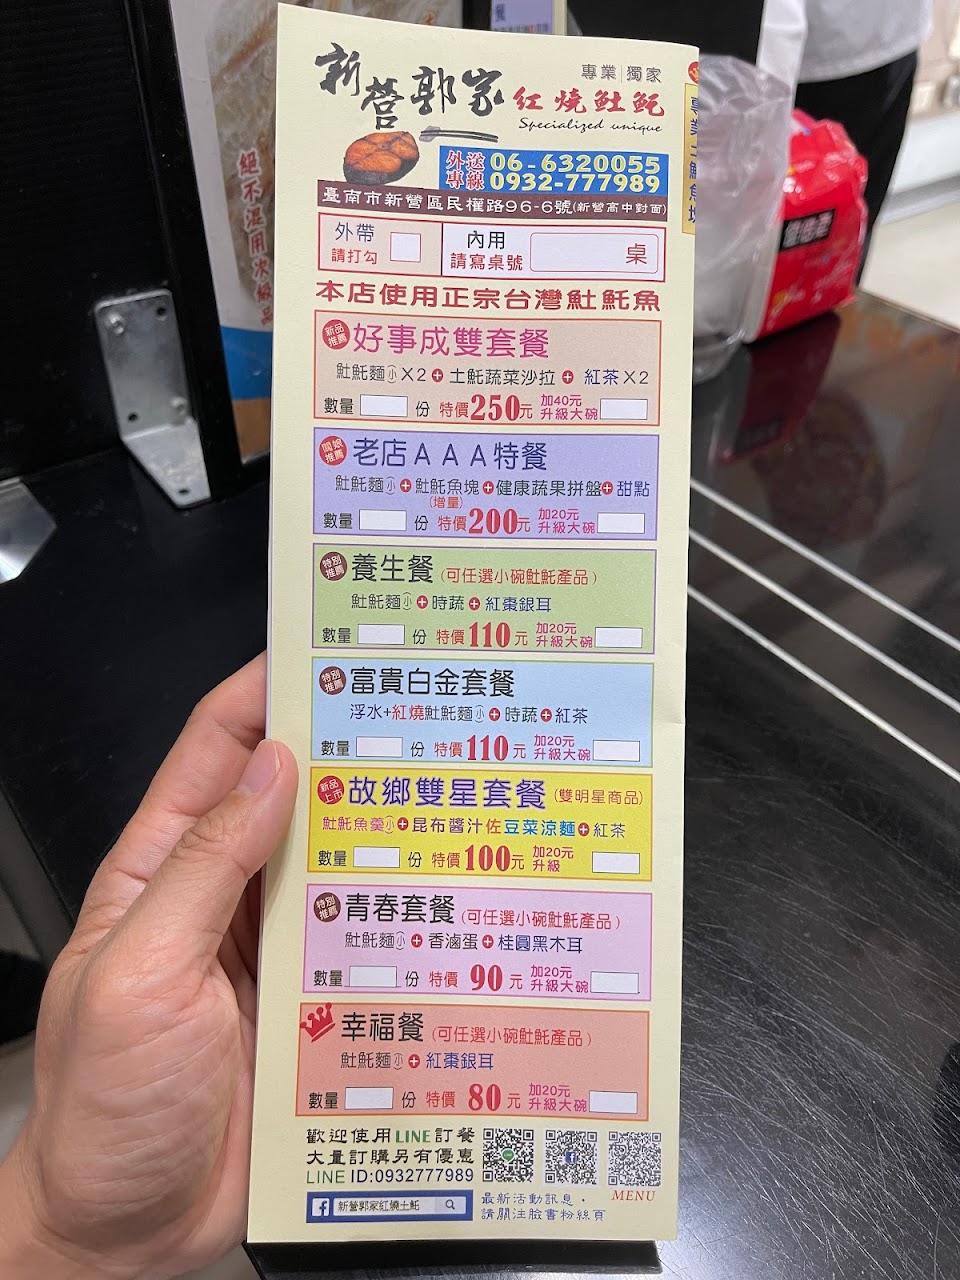 新營郭家
專業 獨家
紅燒𩵚魠
Specialized unique
外送專線
06-6320055
0932-777989
臺南市新營區民權路96-6號(新營高中對面)
外帶
請打勾
內用
請寫桌號
桌
本店使用正宗台灣𩵚魠魚
新品推薦
好事成雙套餐
𩵚魠麵小X2+土魠蔬菜沙拉+ 紅茶X2
數量 份 特價250元 加40元升級大碗
闆娘推薦
老店AAA特餐
𩵚魠麵小+𩵚魠魚塊+健康蔬果拼盤+甜點
(增量)
數量 份 特價200元 加20元升級大碗
特別推薦
養生餐(可任選小碗𩵚魠產品)
𩵚魠麵小+時蔬+紅棗銀耳
數量 份 特價110元 加20元升級大碗
特別推薦
富貴白金套餐
浮水+紅燒𩵚魠麵小+時蔬+紅茶
數量 份 特價110元 加20元升級大碗
新品上市
故鄉雙星套餐(雙明星商品)
𩵚魠魚羹小+昆布醬汁佐豆菜涼麵+紅茶
數量 份 特價100元 加20元升級
特別推薦
青春套餐(可任選小碗𩵚魠產品)
𩵚魠麵小+香滷蛋+桂圓黑木耳
數量 份 特價 90元 加20元升級大碗
幸福餐(可任選小碗𩵚魠產品)
𩵚魠麵小+紅棗銀耳
數量 份 特價 80元 加20元升級大碗
歡迎使用LINE訂餐
大量訂購另有優惠
LINE ID:0932777989
MENU
新營郭家紅燒土魠
最新活動訊息,
請關注臉書粉絲頁
絕不混用次級品